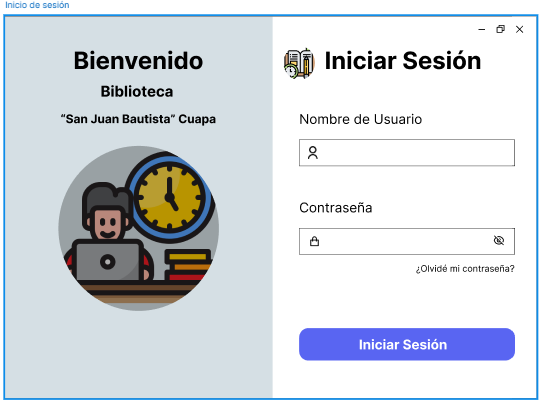 Inicio de sesión
Bienvenido
Biblioteca
“San Juan Bautista” Cuapa
Iniciar Sesión
Nombre de Usuario
Contraseña
¿Olvidé mi contraseña?
Iniciar Sesión